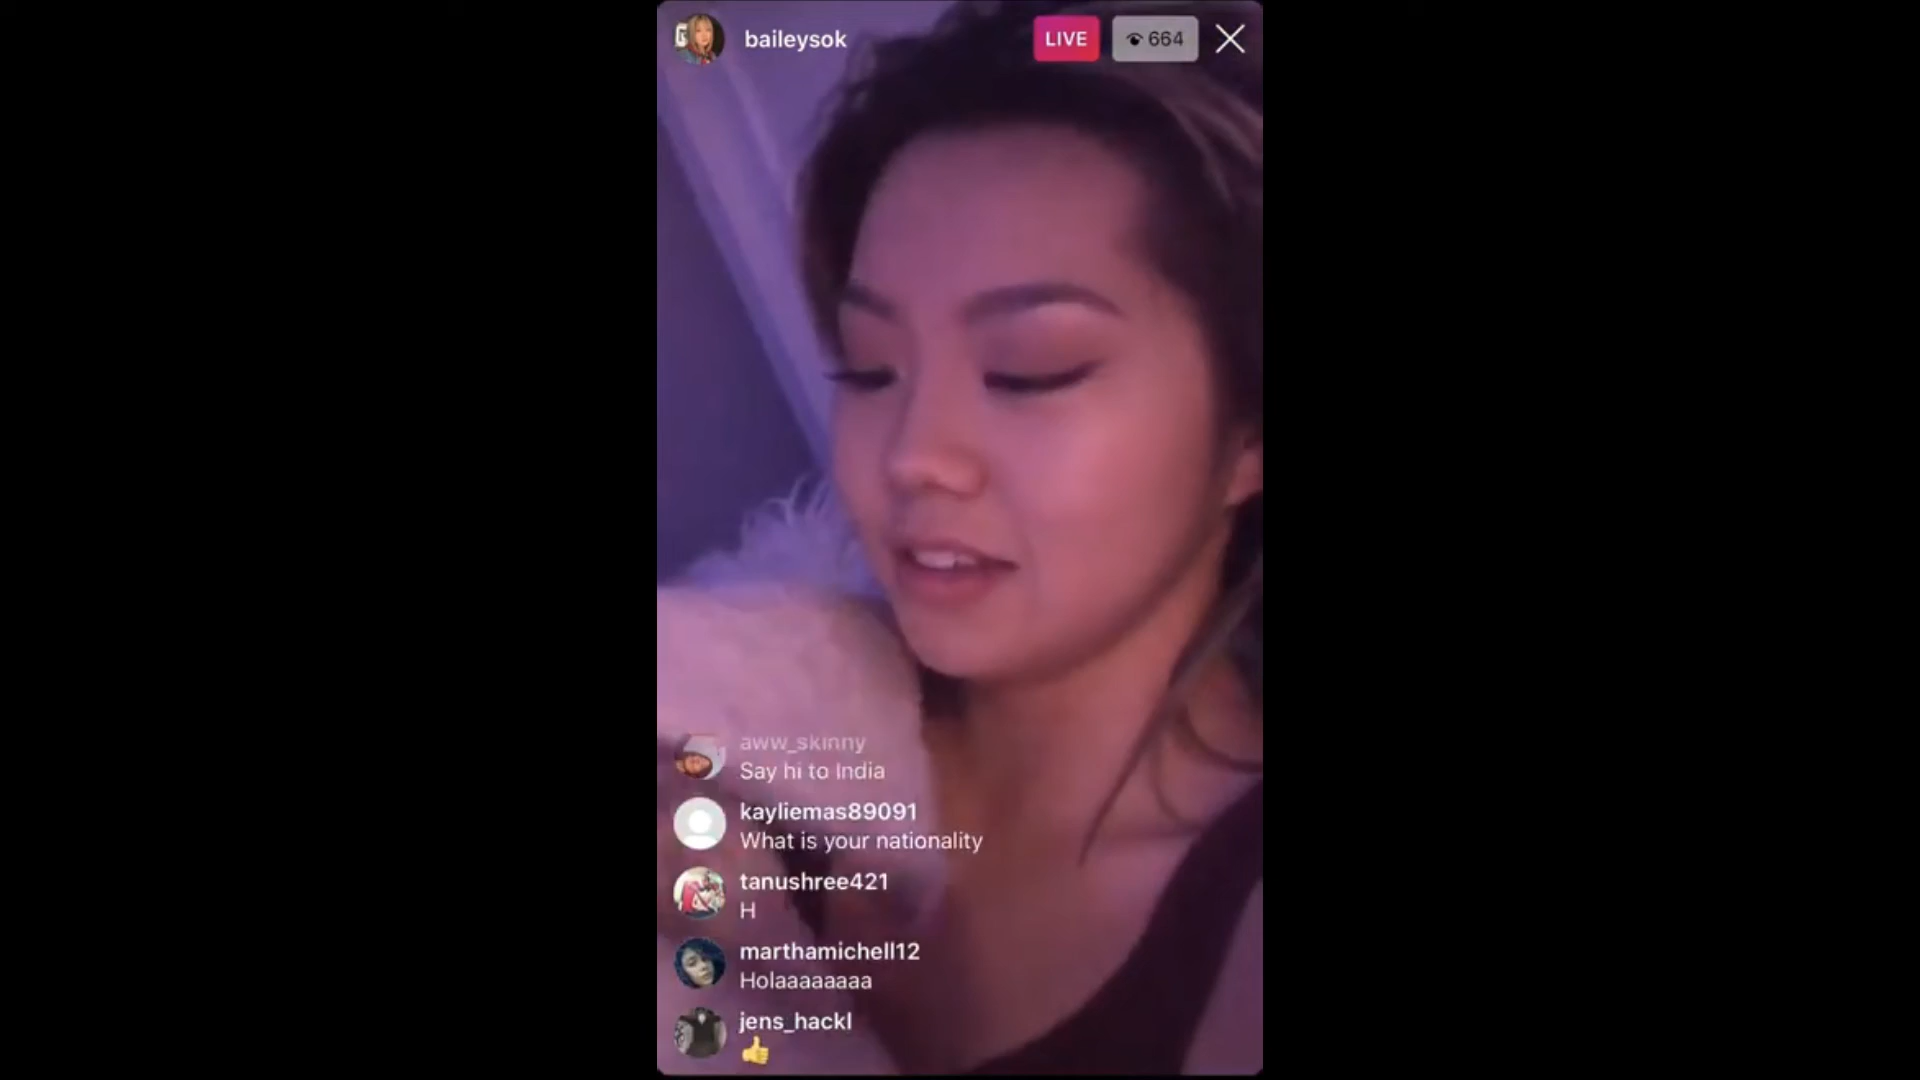 baileysok
LIVE
664
aww_skinny
Say hi to India
kayliemas89091
What is your nationality
tanushree421
H
marthamichell12
Holaaaaaaaa
jens_hackl
👍